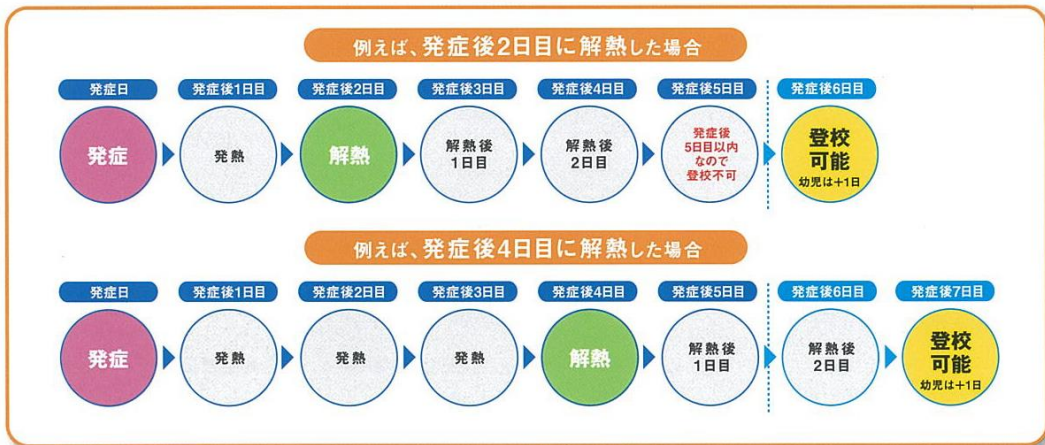 例えば、発症後2日目に解熱した場合
発症日 発症後1日目 発症後2日目 発症後3日目 発症後4日目 発症後5日目 発症後6日目
発症
発熱
解熱
解熱後
1日目
解熱後
2日目
発症後
5日目以内
なので
登校不可
登校
可能
幼児は+1日
例えば、発症後4日目に解熱した場合
発症日 発症後1日目 発症後2日目 発症後3日目 発症後4日目 発症後5日目 発症後6日目 発症後7日目
発症
発熱
発熱
発熱
解熱
解熱後
1日目
解熱後
2日目
登校
可能
幼児は+1日